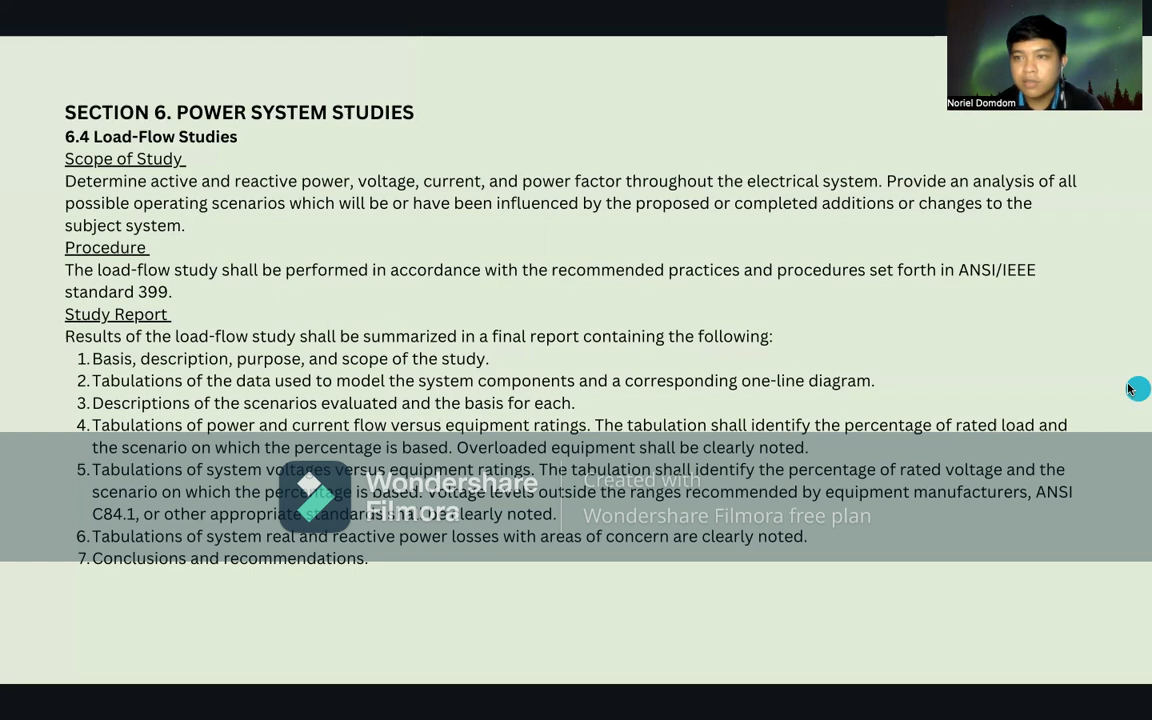 SECTION 6. POWER SYSTEM STUDIES
Noriel Domdom
6.4 Load-Flow Studies
Scope of Study
Determine active and reactive power, voltage, current, and power factor throughout the electrical system. Provide an analysis of all
possible operating scenarios which will be or have been influenced by the proposed or completed additions or changes to the
subject system.
Procedure
The load-flow study shall be performed in accordance with the recommended practices and procedures set forth in ANSI/IEEE
standard 399.
Study Report
Results of the load-flow study shall be summarized in a final report containing the following:
1. Basis, description, purpose, and scope of the study.
2. Tabulations of the data used to model the system components and a corresponding one-line diagram.
3. Descriptions of the scenarios evaluated and the basis for each.
4. Tabulations of power and current flow versus equipment ratings. The tabulation shall identify the percentage of rated load and
the scenario on which the percentage is based. Overloaded equipment shall be clearly noted.
5. Tabulations of system voltages versus equipment ratings. The tabulation shall identify the percentage of rated voltage and the
scenario on which the percentage is based. Voltage levels outside the ranges recommended by equipment manufacturers, ANSI
C84.1, or other appropriate standards shall be clearly noted.
6. Tabulations of system real and reactive power losses with areas of concern are clearly noted.
7. Conclusions and recommendations.
Wondershare
Filmora
Created with
Wondershare Filmora free plan